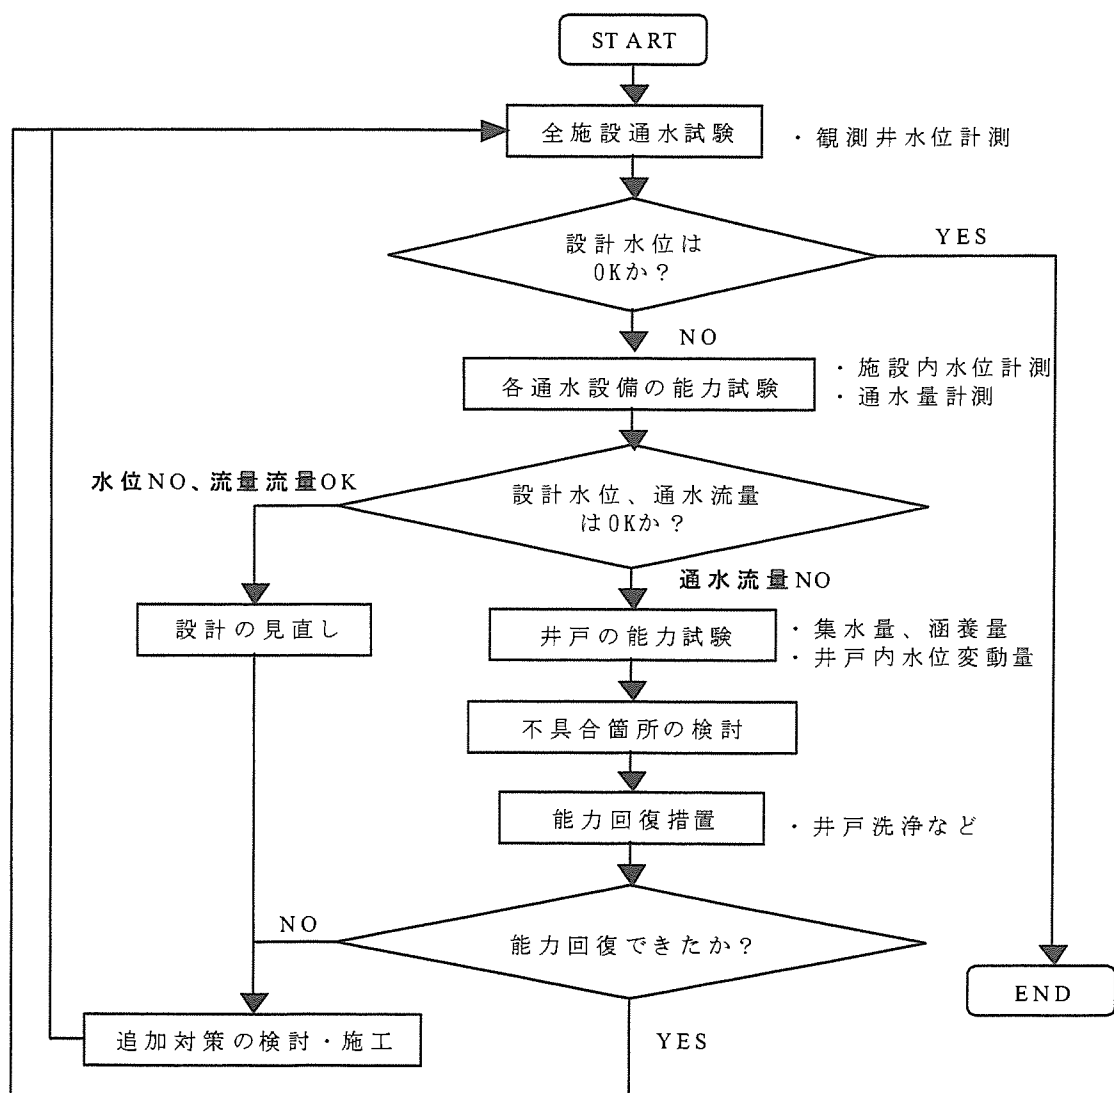 START
全施設通水試験
・観測井水位計測
設計水位は
OKか？
YES
NO
各通水設備の能力試験
・施設内水位計測
・通水量計測
水位NO、流量流量OK
設計水位、通水流量
はOKか？
通水流量NO
設計の見直し
井戸の能力試験
・集水量、涵養量
・井戸内水位変動量
不具合箇所の検討
能力回復措置
・井戸洗浄など
NO
能力回復できたか？
END
追加対策の検討・施工
YES